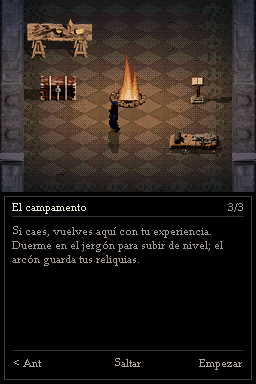 El campamento 3/3
Si caes, vuelves aquí con tu experiencia.
Duerme en el jergón para subir de nivel; el
arcón guarda tus reliquias.
< Ant Saltar Empezar